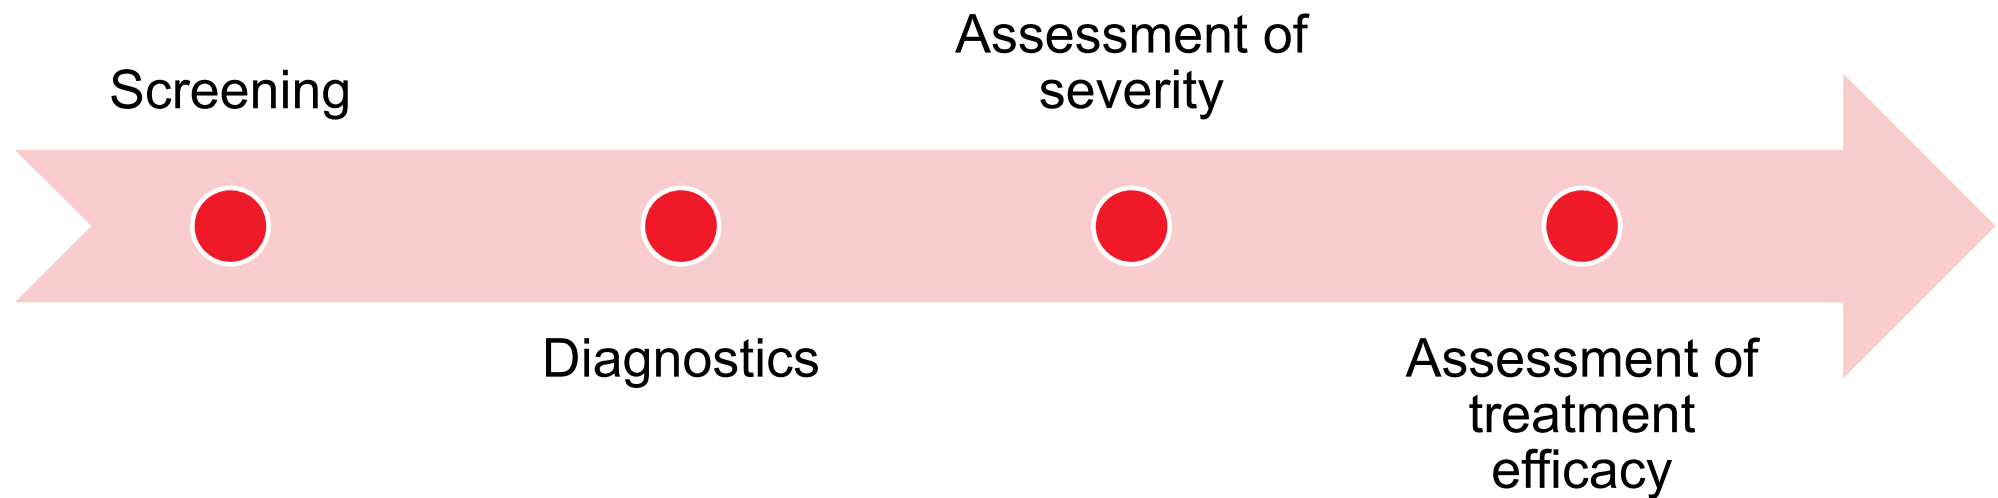 Screening
Diagnostics
Assessment of
severity
Assessment of
treatment
efficacy